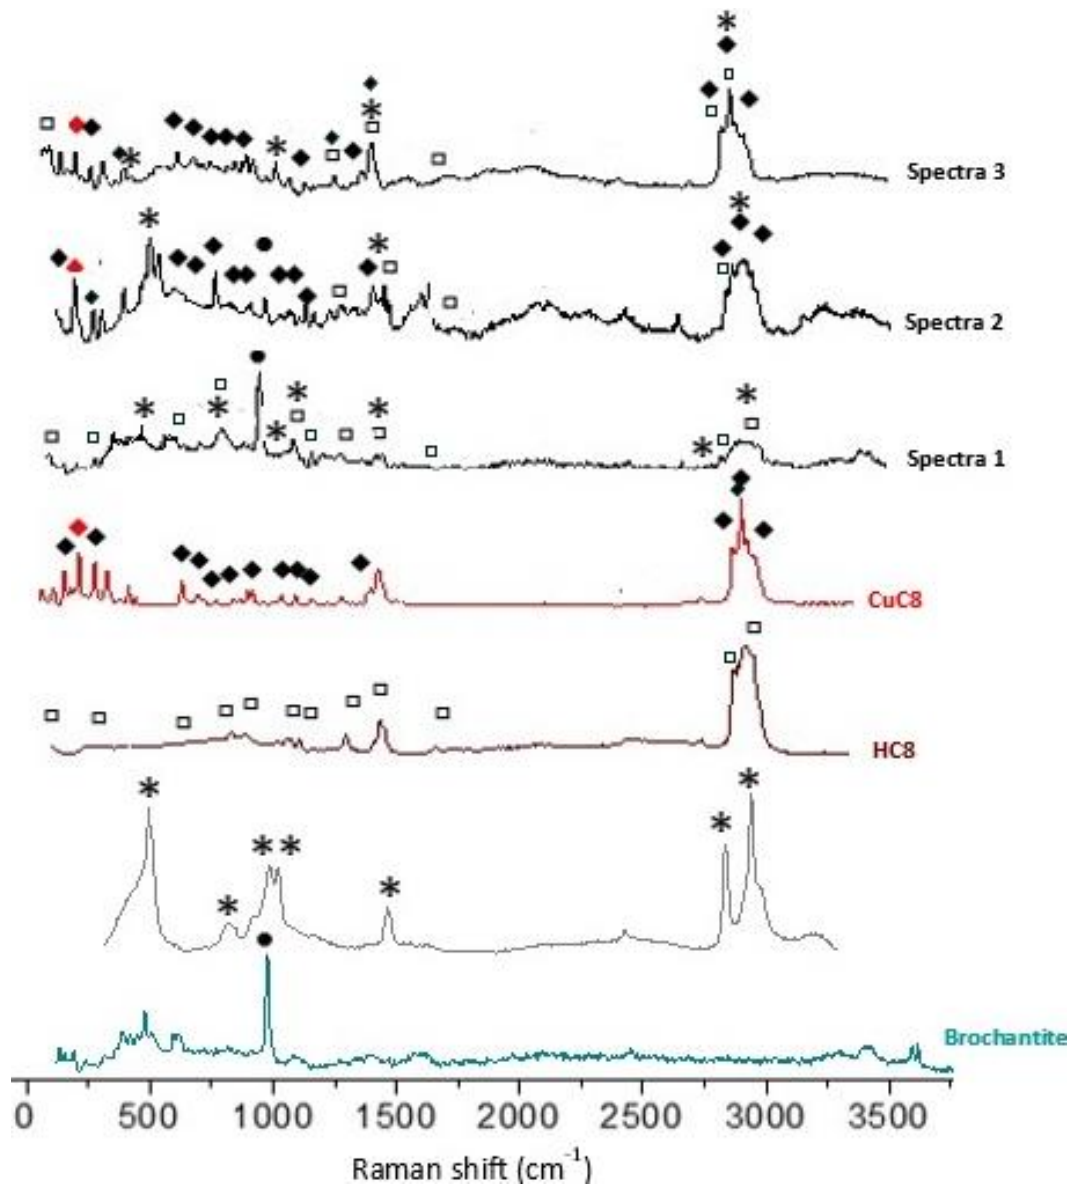 Spectra 3
Spectra 2
Spectra 1
CuC8
HC8
Brochantite
0 500 1000 1500 2000 2500 3000 3500
Raman shift (cm⁻¹)